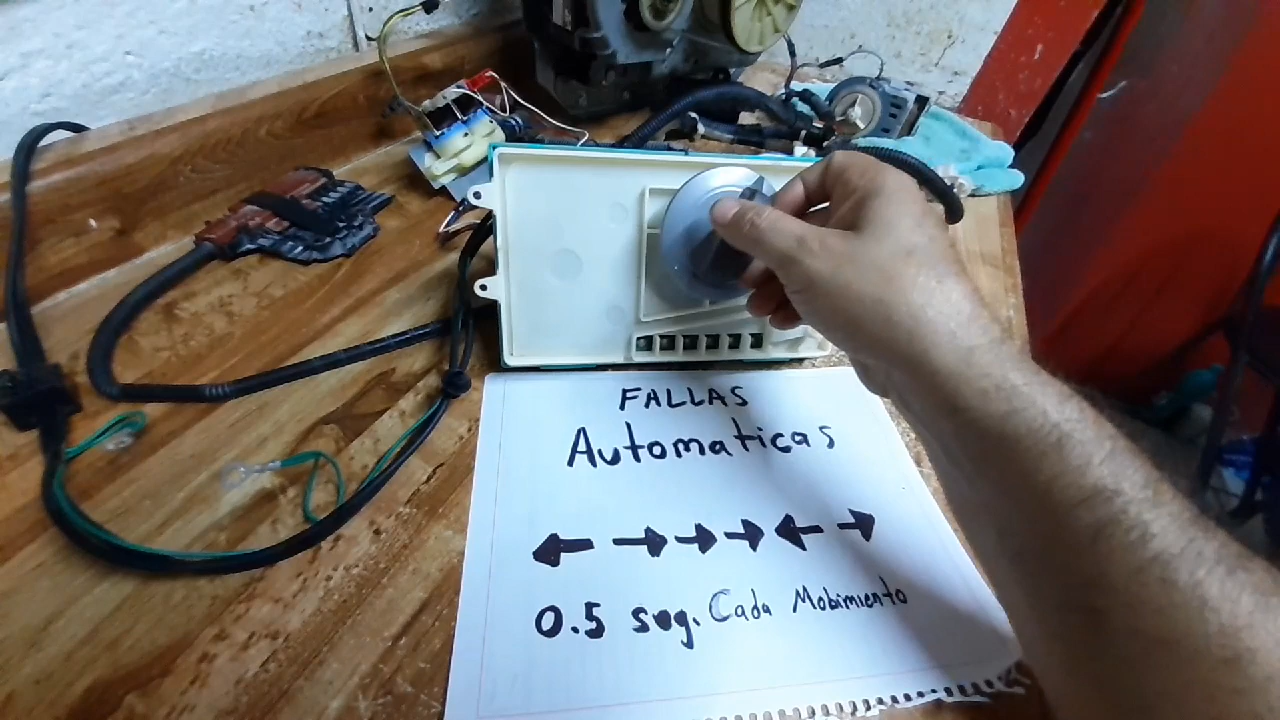 FALLAS
Automaticas
← → → → ← →
0.5 seg. Cada Mobimiento